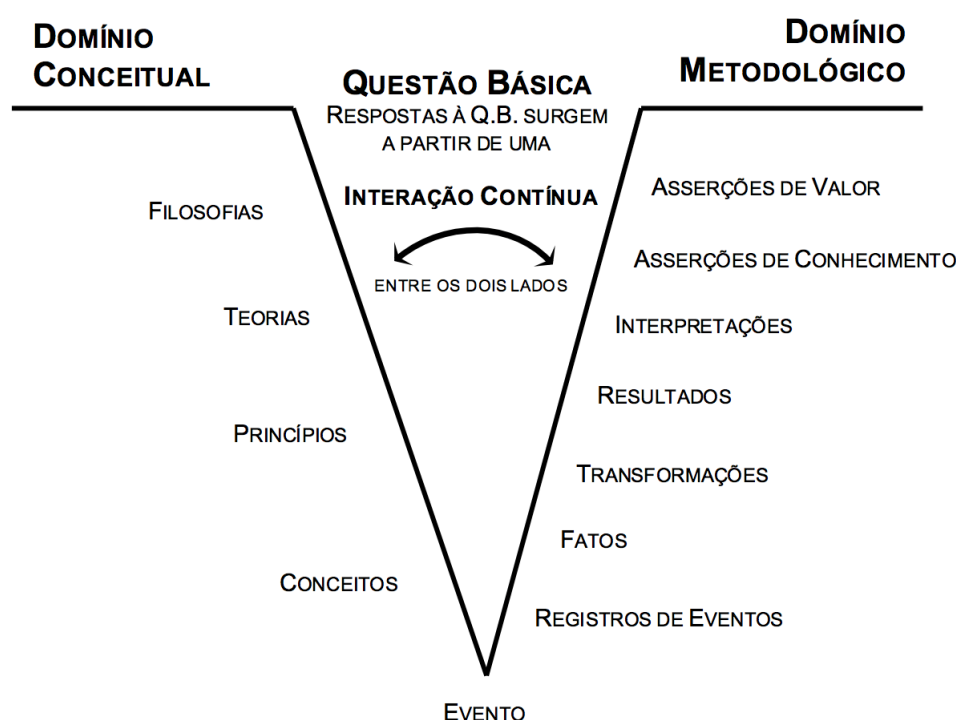 DOMÍNIO
CONCEITUAL
QUESTÃO BÁSICA
RESPOSTAS À Q.B. SURGEM
A PARTIR DE UMA
INTERAÇÃO CONTÍNUA
ENTRE OS DOIS LADOS
DOMÍNIO
METODOLÓGICO
FILOSOFIAS
TEORIAS
PRINCÍPIOS
CONCEITOS
ASSERÇÕES DE VALOR
ASSERÇÕES DE CONHECIMENTO
INTERPRETAÇÕES
RESULTADOS
TRANSFORMAÇÕES
FATOS
REGISTROS DE EVENTOS
EVENTO